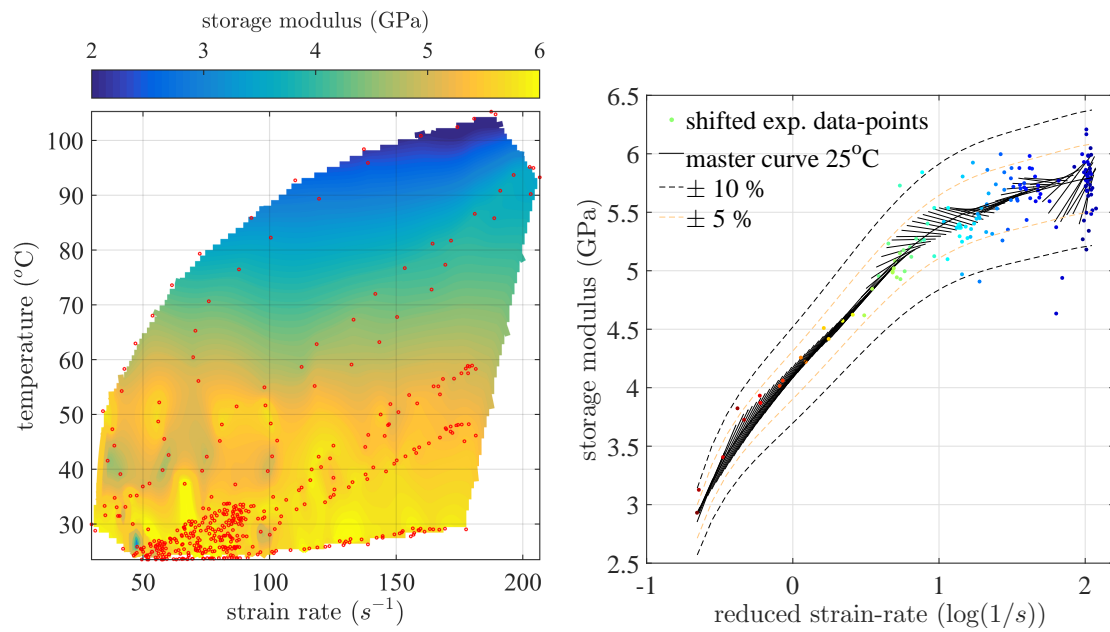 storage modulus (GPa)
2 3 4 5 6
100
90
80
70
60
50
40
30
temperature (°C)
50 100 150 200
strain rate (s⁻¹)
6.5
6
5.5
5
4.5
4
3.5
3
2.5
storage modulus (GPa)
shifted exp. data-points
master curve 25°C
± 10 %
± 5 %
-1 0 1 2
reduced strain-rate (log(1/s))